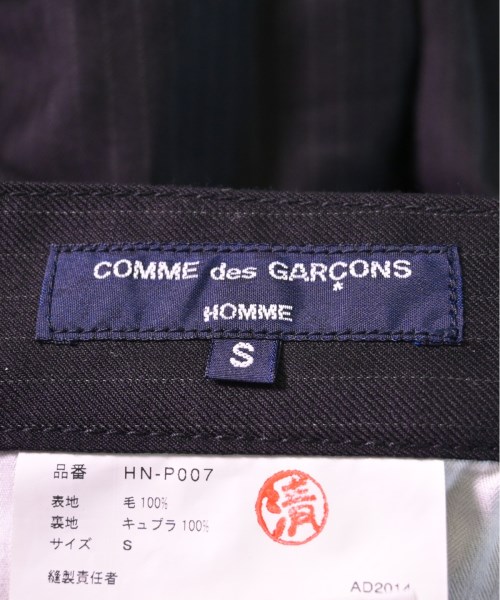 COMME des GARÇONS
*
HOMME
S
品番 HN-P007
表地 毛 100%
裏地 キュプラ 100%
サイズ S
清
縫製責任者
AD2014